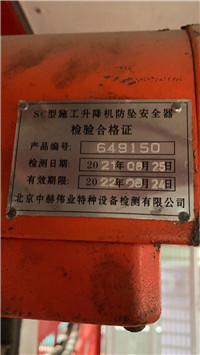 SC型施工升降机防坠安全器
检验合格证
产品编号: 649150
检测日期: 2021年08月25日
有效期限: 2022年08月24日
北京中赫伟业特种设备检测有限公司